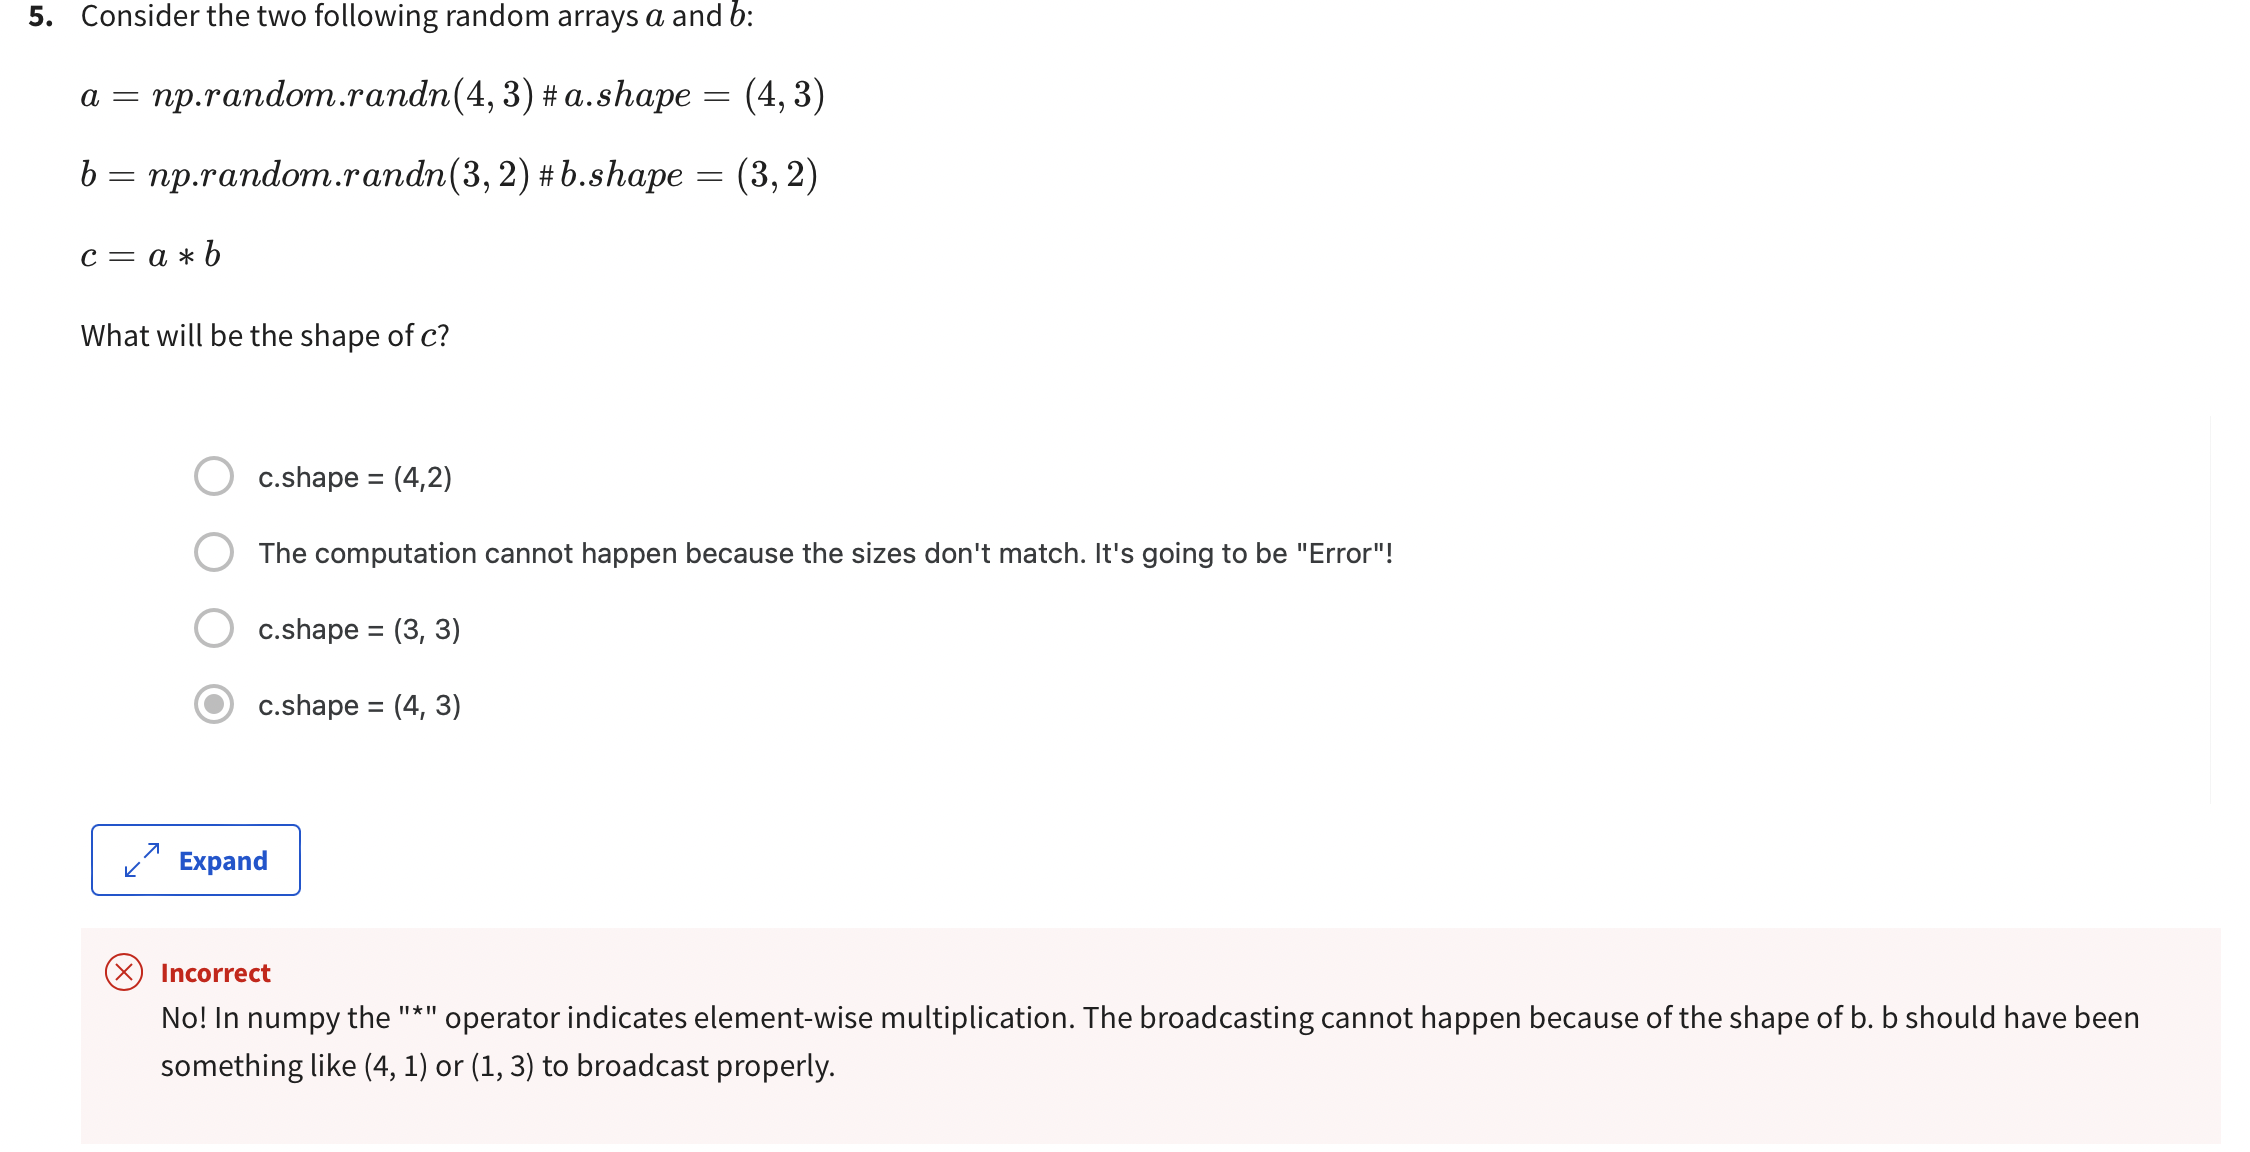 5. Consider the two following random arrays a and b:
a = np.random.randn(4, 3) # a.shape = (4, 3)
b = np.random.randn(3, 2) # b.shape = (3, 2)
c = a * b
What will be the shape of c?
c.shape = (4,2)
The computation cannot happen because the sizes don't match. It's going to be "Error"!
c.shape = (3, 3)
c.shape = (4, 3)
Expand
Incorrect
No! In numpy the "*" operator indicates element-wise multiplication. The broadcasting cannot happen because of the shape of b. b should have been
something like (4, 1) or (1, 3) to broadcast properly.